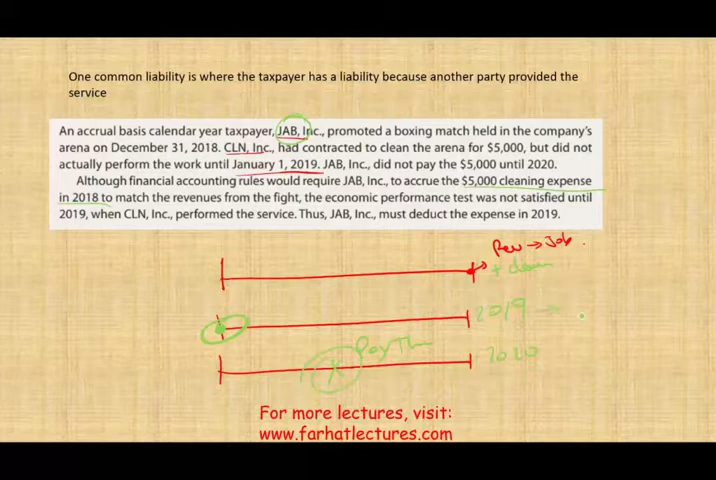 One common liability is where the taxpayer has a liability because another party provided the
service
An accrual basis calendar year taxpayer, JAB, Inc., promoted a boxing match held in the company's
arena on December 31, 2018. CLN, Inc., had contracted to clean the arena for $5,000, but did not
actually perform the work until January 1, 2019. JAB, Inc., did not pay the $5,000 until 2020.
Although financial accounting rules would require JAB, Inc., to accrue the $5,000 cleaning expense
in 2018 to match the revenues from the fight, the economic performance test was not satisfied until
2019, when CLN, Inc., performed the service. Thus, JAB, Inc., must deduct the expense in 2019.
Rev → Job
2019 →
Pay
2020
For more lectures, visit:
www.farhatlectures.com